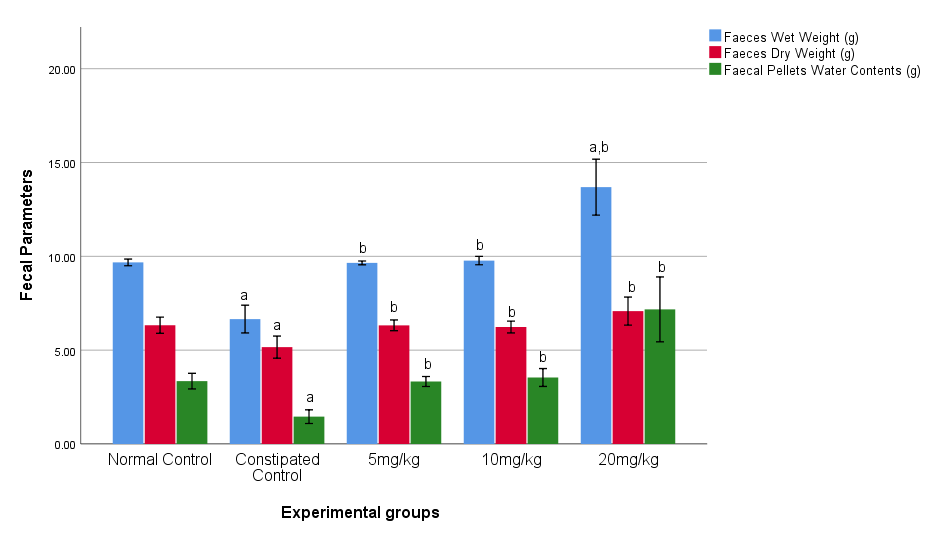 Faeces Wet Weight (g)
Faeces Dry Weight (g)
Faecal Pellets Water Contents (g)
Fecal Parameters
20.00
15.00
10.00
5.00
0.00
a
a
a
b
b
b
b
b
b
a,b
b
b
Normal Control
Constipated
Control
5mg/kg
10mg/kg
20mg/kg
Experimental groups